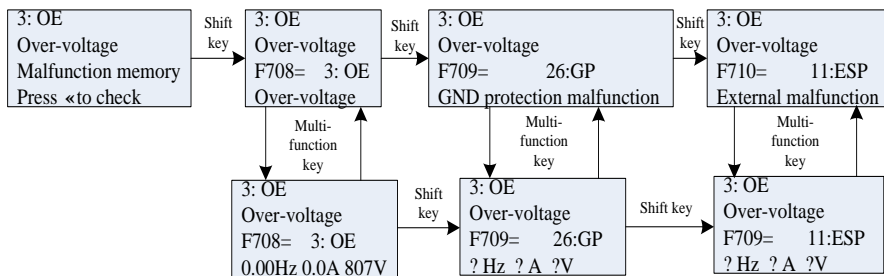 3: OE
Over-voltage
Malfunction memory
Press «to check
Shift
key
3: OE
Over-voltage
F708= 3: OE
Over-voltage
Shift
key
3: OE
Over-voltage
F709= 26:GP
GND protection malfunction
Shift
key
3: OE
Over-voltage
F710= 11:ESP
External malfunction
Multi-
function
key
Multi-
function
key
Multi-
function
key
3: OE
Over-voltage
F708= 3: OE
0.00Hz 0.0A 807V
Shift
key
3: OE
Over-voltage
F709= 26:GP
? Hz ? A ?V
Shift key
3: OE
Over-voltage
F709= 11:ESP
? Hz ? A ?V